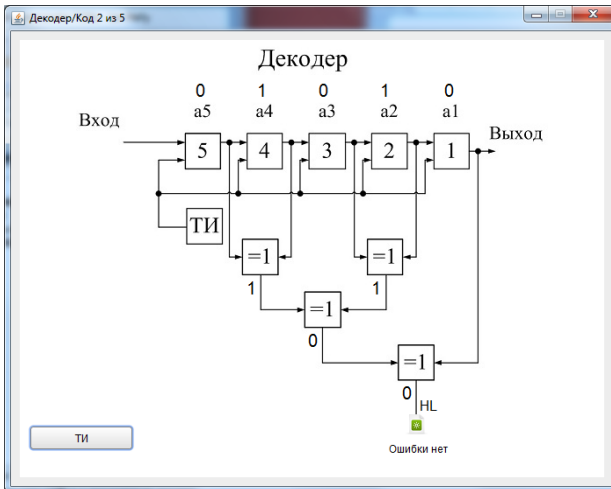 Декодер/Код 2 из 5
Декодер
0 1 0 1 0
a5 a4 a3 a2 a1
Вход
Выход
5 4 3 2 1
ТИ
=1 =1
1 1
=1
0
=1
0
HL
ТИ
Ошибки нет